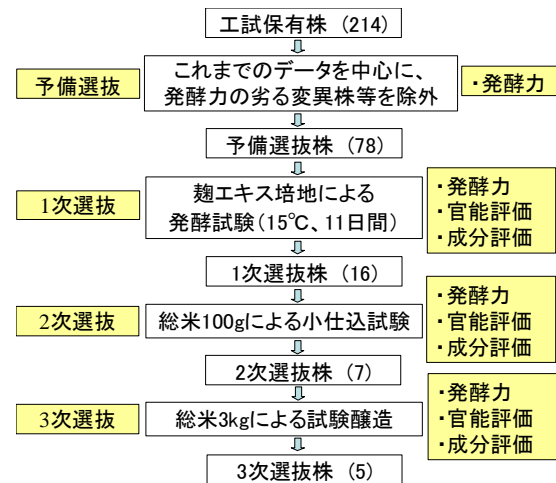 工試保有株 (214)
予備選抜
これまでのデータを中心に、
発酵力の劣る変異株等を除外
・発酵力
予備選抜株 (78)
1次選抜
麹エキス培地による
発酵試験(15℃、11日間)
・発酵力
・官能評価
・成分評価
1次選抜株 (16)
2次選抜
総米100gによる小仕込試験
・発酵力
・官能評価
・成分評価
2次選抜株 (7)
3次選抜
総米3kgによる試験醸造
・発酵力
・官能評価
・成分評価
3次選抜株 (5)